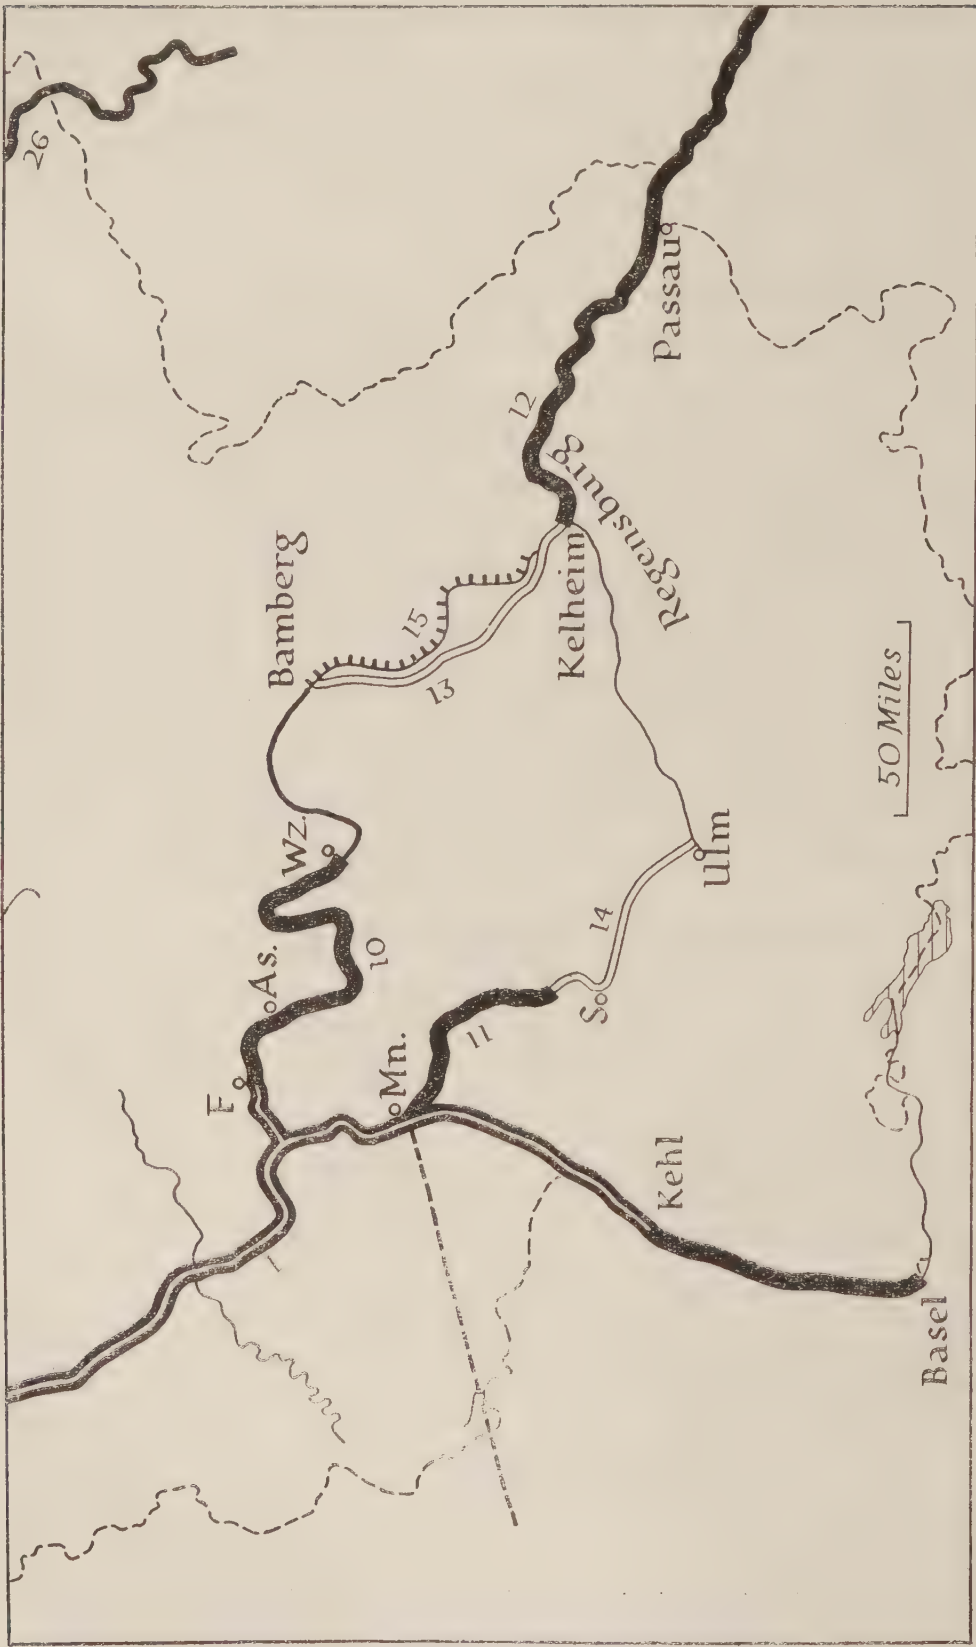 26
Bamberg
Wz.
As.
F
Mn.
10
11
1
12
Regensburg
15
13
Kelheim
Passau
S.
14
Ulm
Kehl
50 Miles
Basel